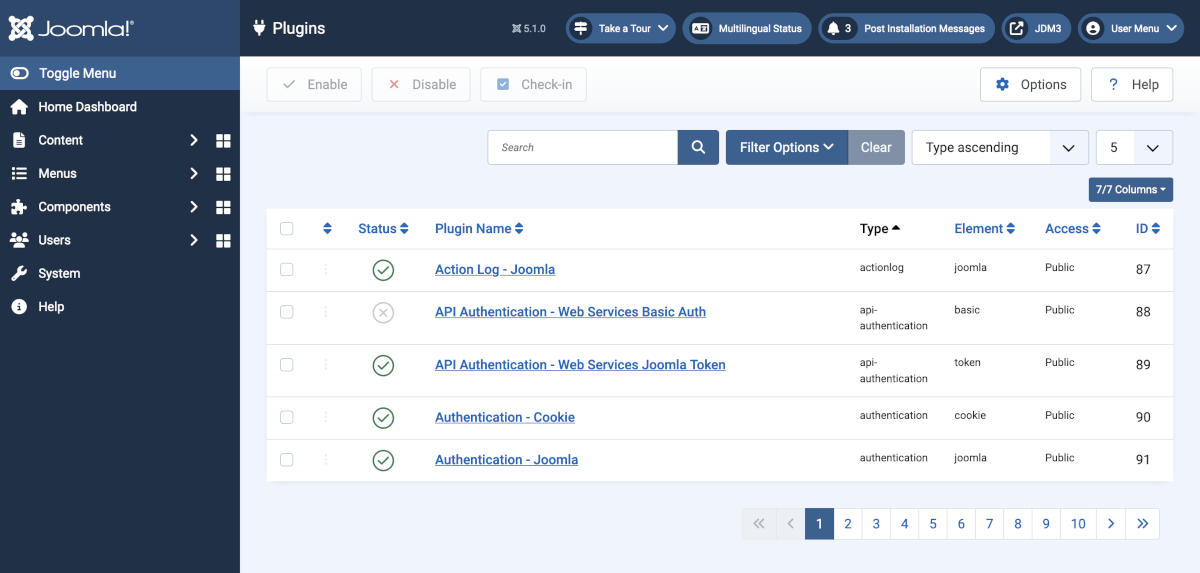 Joomla!®
Plugins
5.1.0
Take a Tour
Multilingual Status
3 Post Installation Messages
JDM3
User Menu
Toggle Menu
Home Dashboard
Content
Menus
Components
Users
System
Help
Enable
Disable
Check-in
Options
? Help
Search
Filter Options
Clear
Type ascending
5
7/7 Columns
Status Plugin Name Type Element Access ID
Action Log - Joomla actionlog joomla Public 87
API Authentication - Web Services Basic Auth api- basic Public 88
authentication
API Authentication - Web Services Joomla Token api- token Public 89
authentication
Authentication - Cookie authentication cookie Public 90
Authentication - Joomla authentication joomla Public 91
« ‹ 1 2 3 4 5 6 7 8 9 10 › »